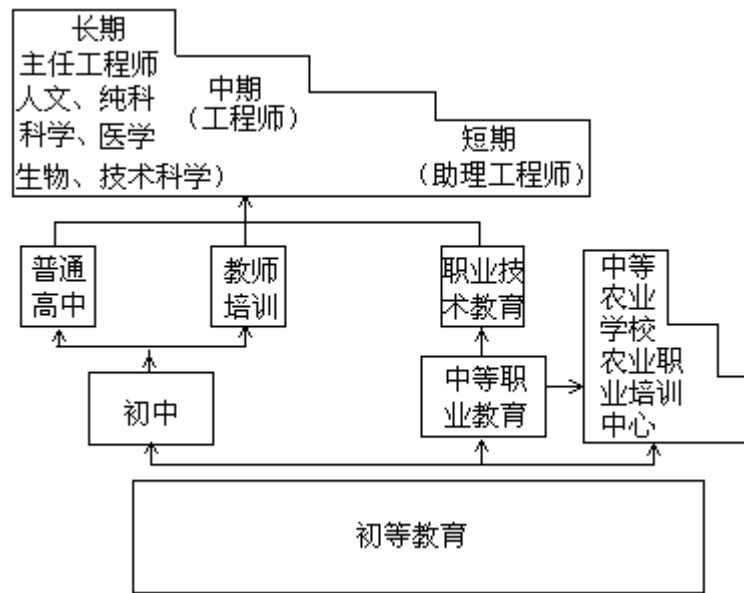 长期
主任工程师
人文、纯科
科学、医学
生物、技术科学）
中期
（工程师）
短期
（助理工程师）
普通
高中
教师
培训
职业技
术教育
中等
农业
学校
农业职
业培训
中心
初中
中等职
业教育
初等教育